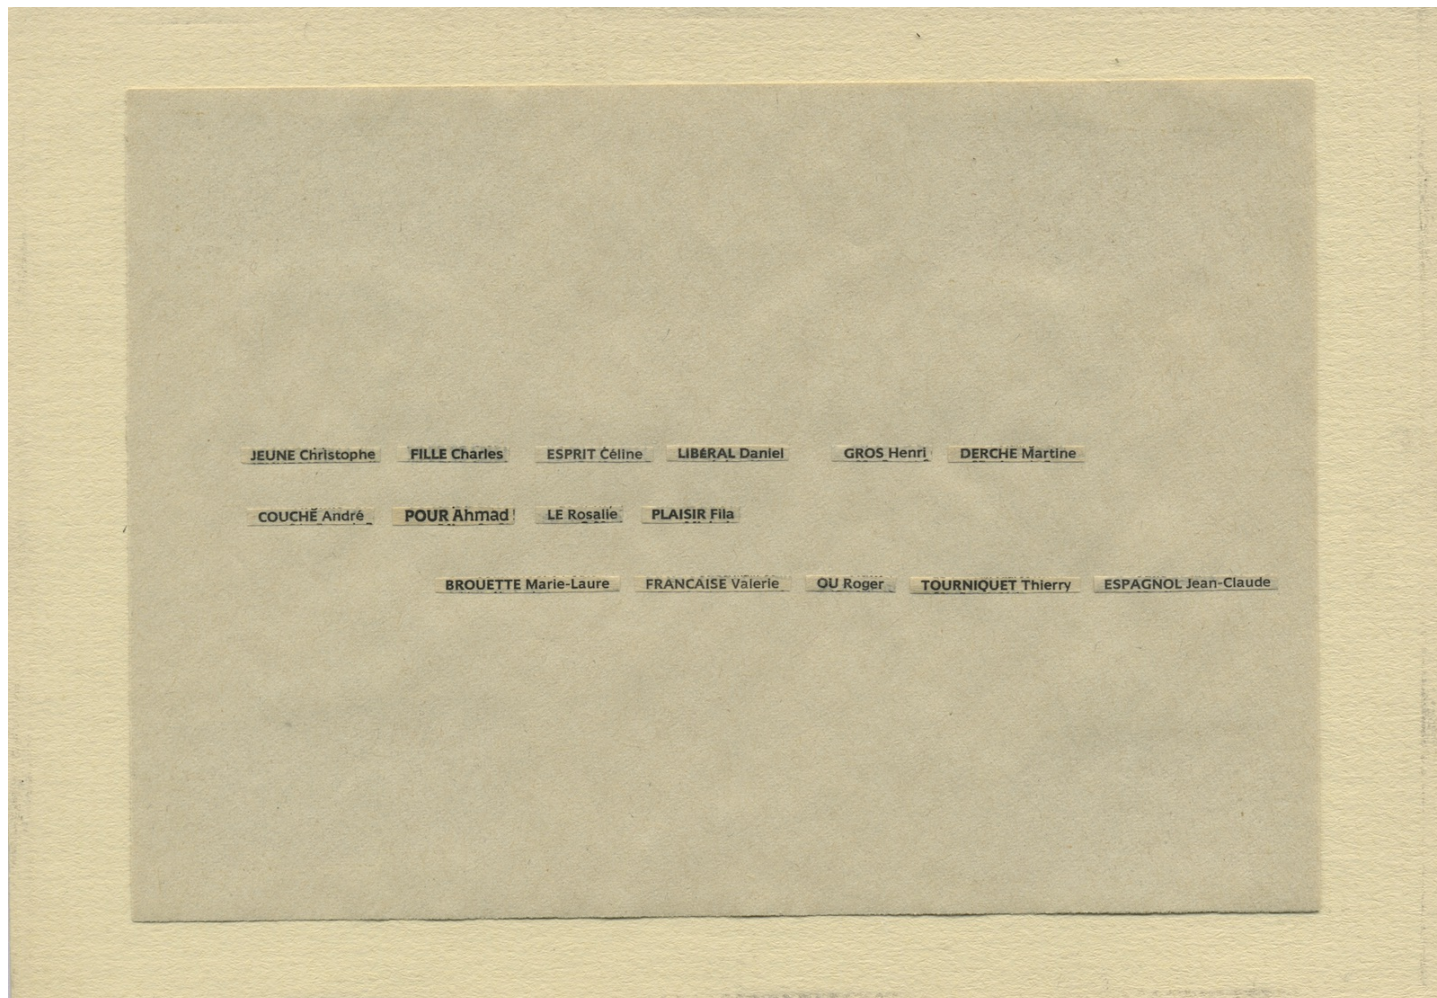 JEUNE Christophe FILLE Charles ESPRIT Céline LIBÉRAL Daniel GROS Henri DERCHE Martine
COUCHÉ André POUR Ahmad LE Rosalie PLAISIR Fila
BROUETTE Marie-Laure FRANCAISE Valerie OU Roger TOURNIQUET Thierry ESPAGNOL Jean-Claude